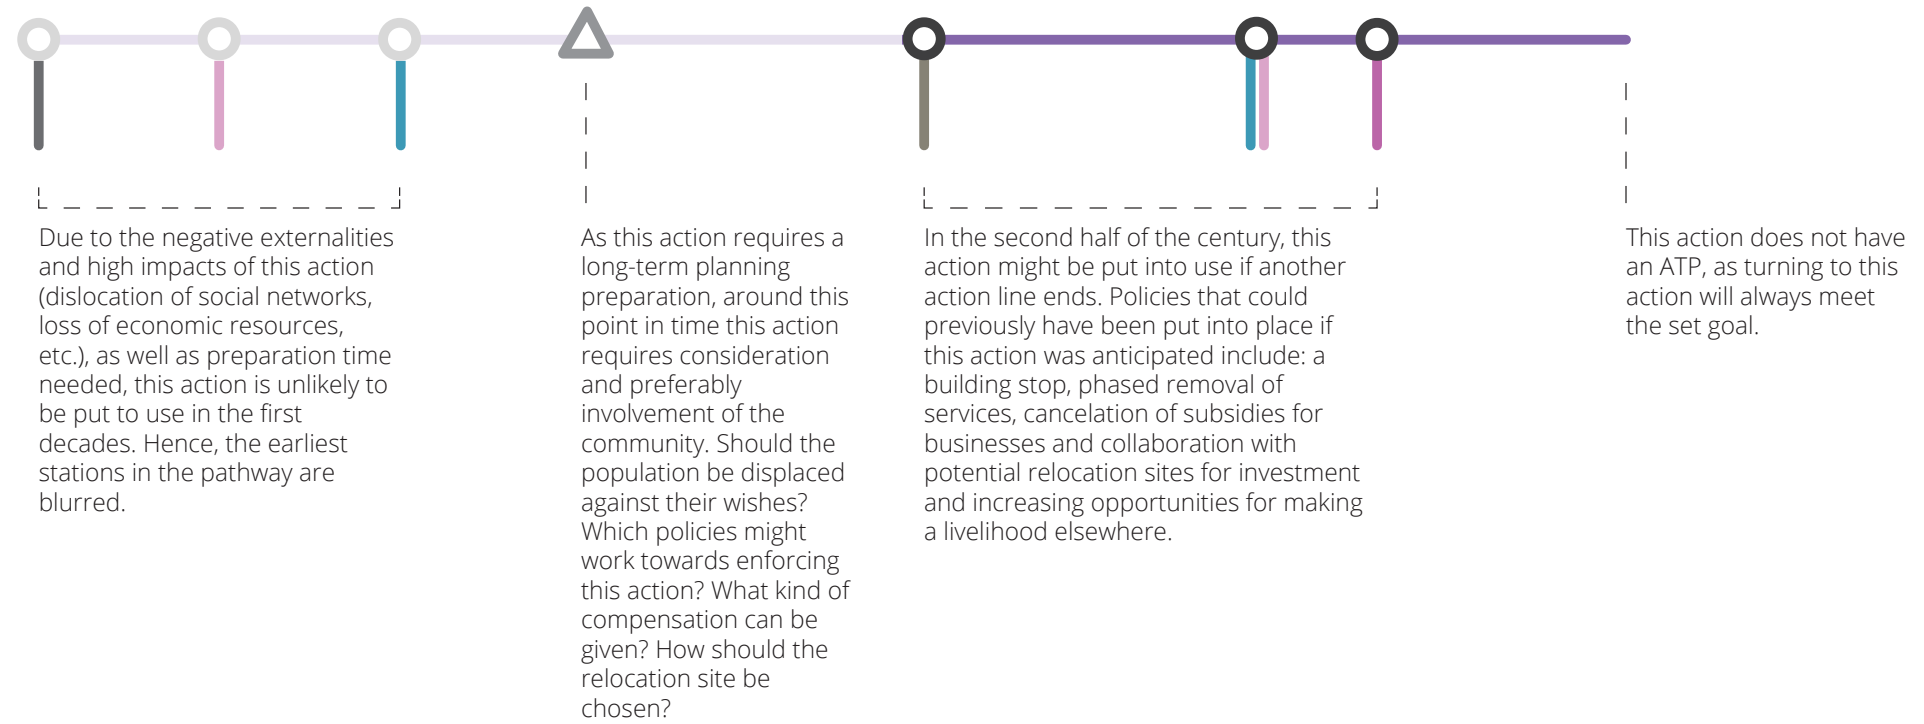 Due to the negative externalities
and high impacts of this action
(dislocation of social networks,
loss of economic resources,
etc.), as well as preparation time
needed, this action is unlikely to
be put to use in the first
decades. Hence, the earliest
stations in the pathway are
blurred.
As this action requires a
long-term planning
preparation, around this
point in time this action
requires consideration
and preferably
involvement of the
community. Should the
population be displaced
against their wishes?
Which policies might
work towards enforcing
this action? What kind of
compensation can be
given? How should the
relocation site be
chosen?
In the second half of the century, this
action might be put into use if another
action line ends. Policies that could
previously have been put into place if
this action was anticipated include: a
building stop, phased removal of
services, cancelation of subsidies for
businesses and collaboration with
potential relocation sites for investment
and increasing opportunities for making
a livelihood elsewhere.
This action does not have
an ATP, as turning to this
action will always meet
the set goal.